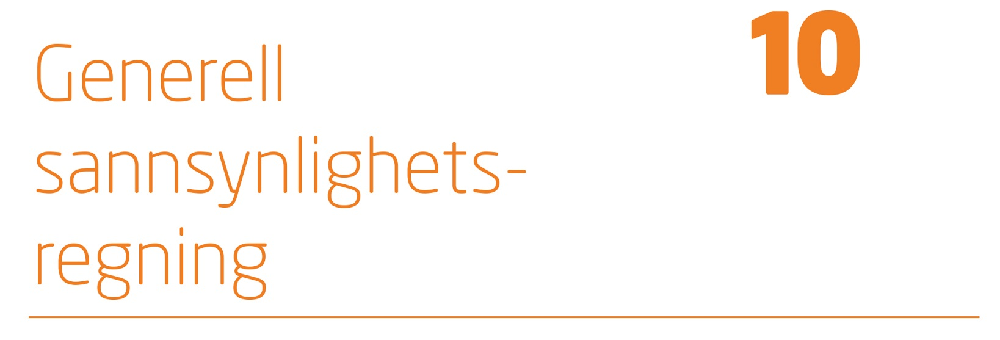 10
Generell
sannsynlighets-
regning